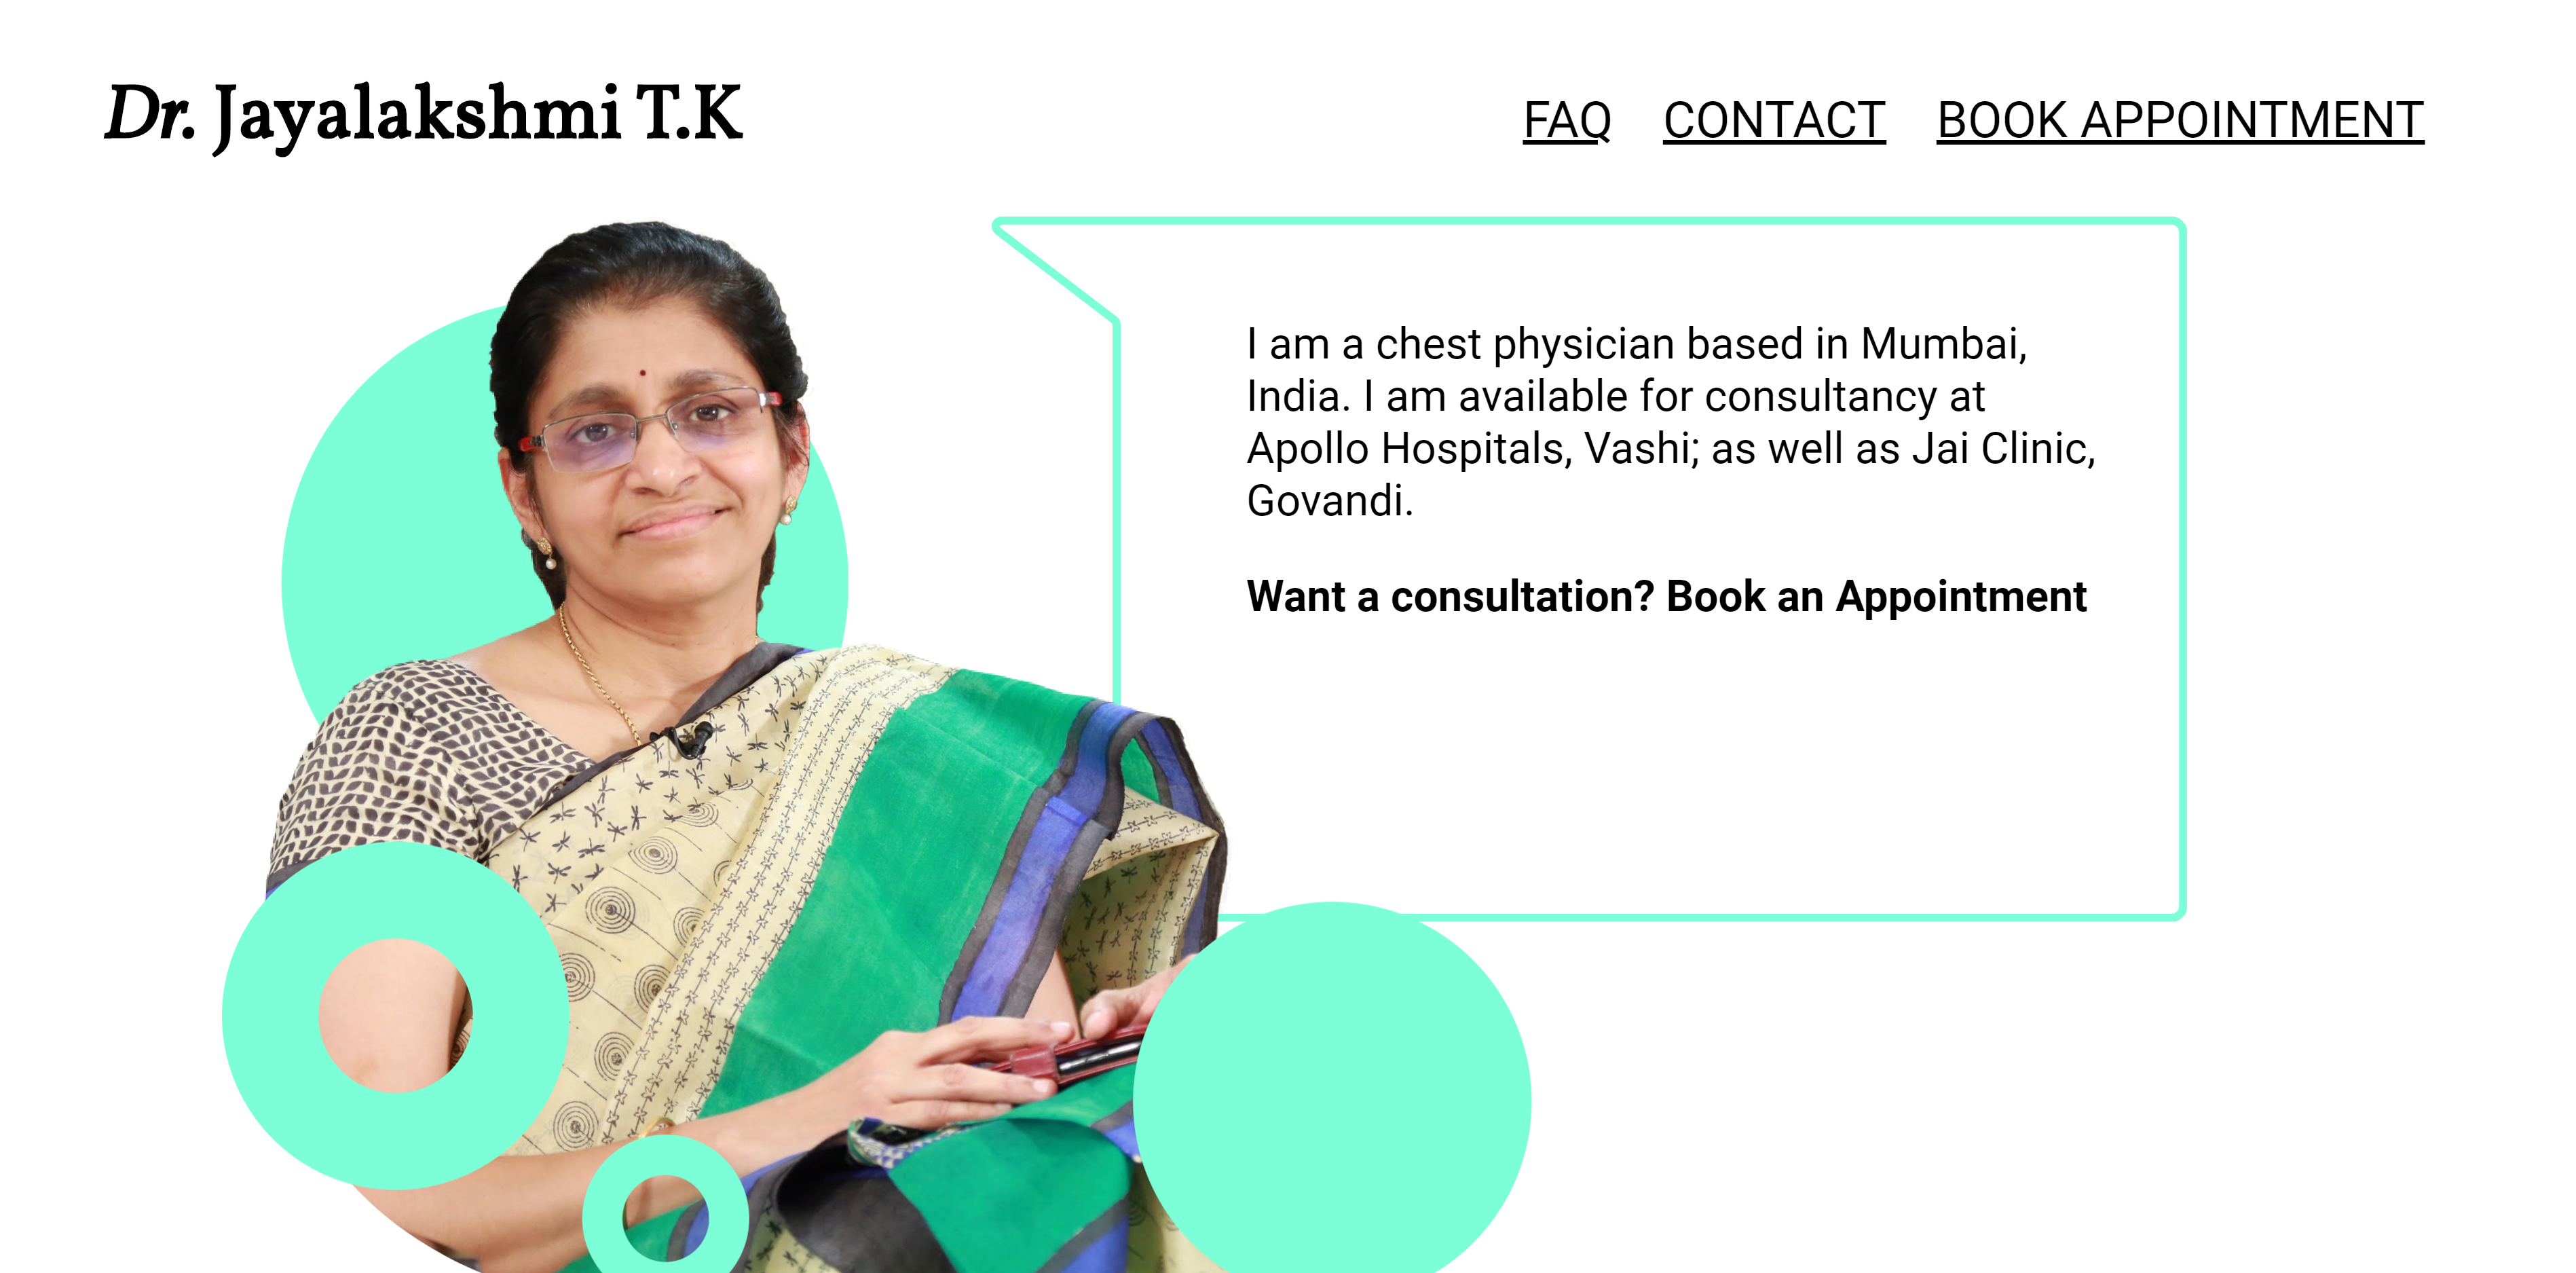 Dr. Jayalakshmi T.K
FAQ CONTACT BOOK APPOINTMENT
I am a chest physician based in Mumbai,
India. I am available for consultancy at
Apollo Hospitals, Vashi; as well as Jai Clinic,
Govandi.
Want a consultation? Book an Appointment